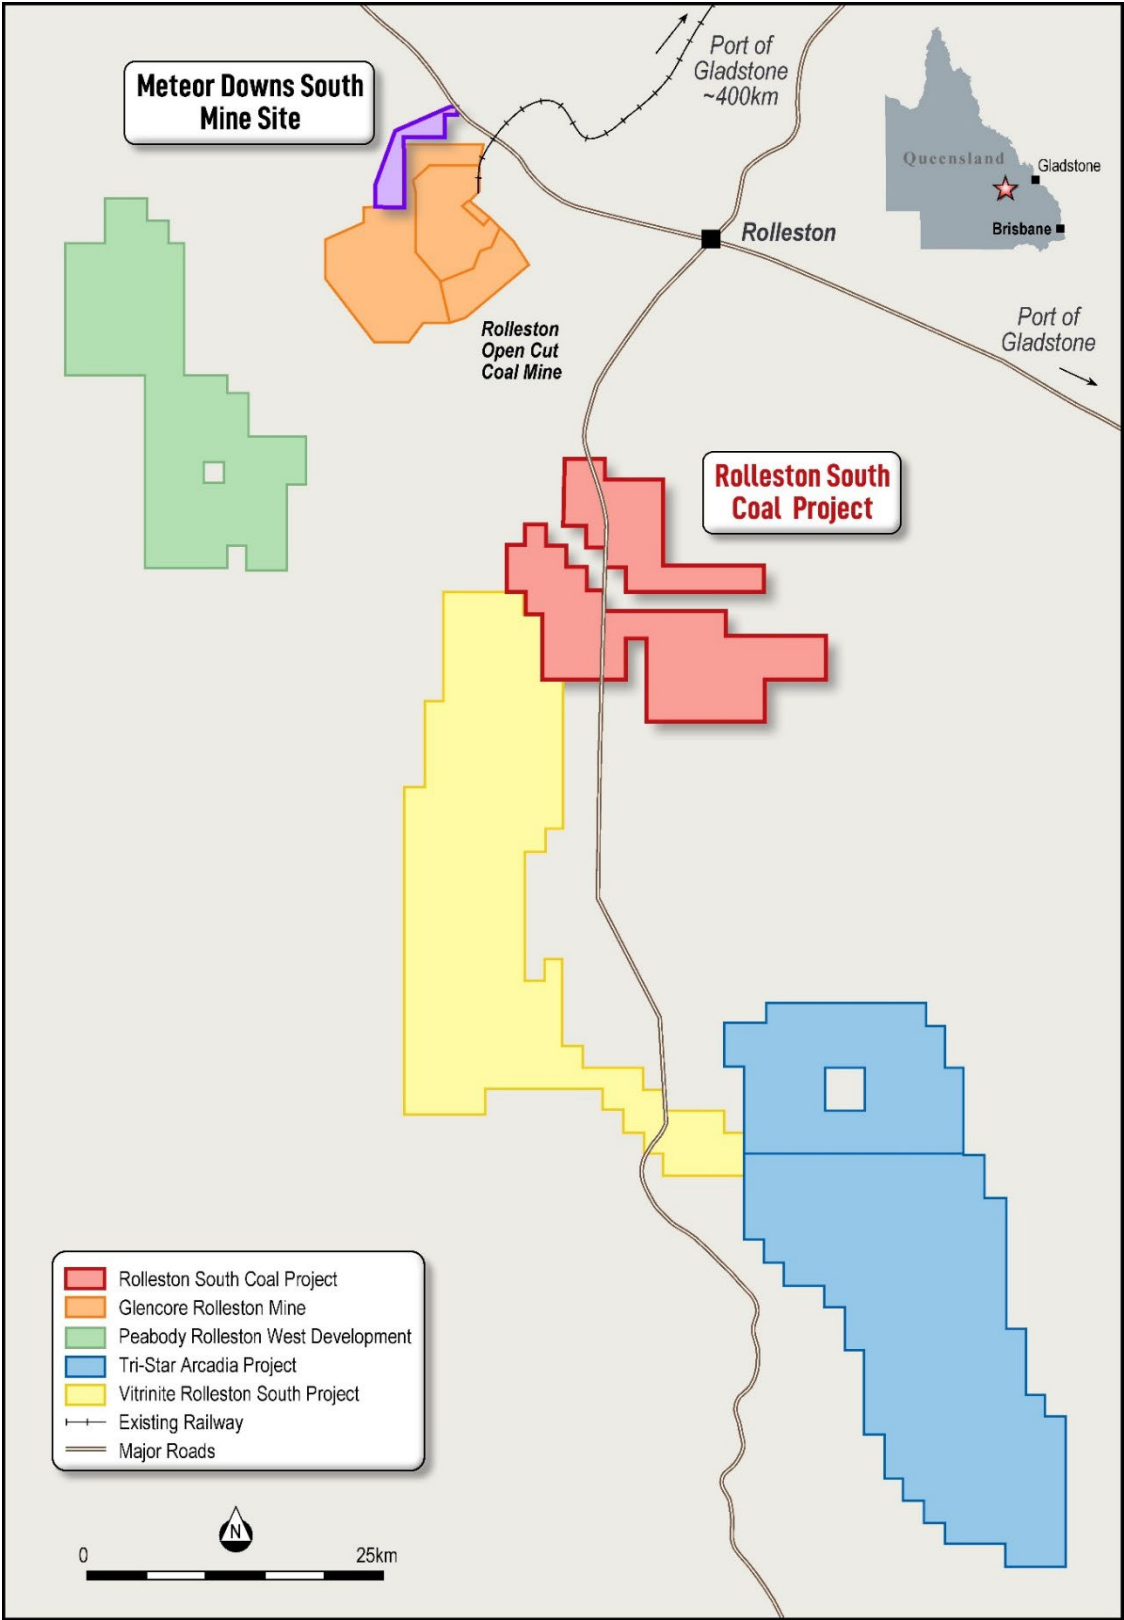 Meteor Downs South
Mine Site
Port of
Gladstone
~400km
Queensland
Gladstone
Brisbane
Rolleston
Port of
Gladstone
Rolleston
Open Cut
Coal Mine
Rolleston South
Coal Project
Rolleston South Coal Project
Glencore Rolleston Mine
Peabody Rolleston West Development
Tri-Star Arcadia Project
Vitrinite Rolleston South Project
Existing Railway
Major Roads
N
0 25km